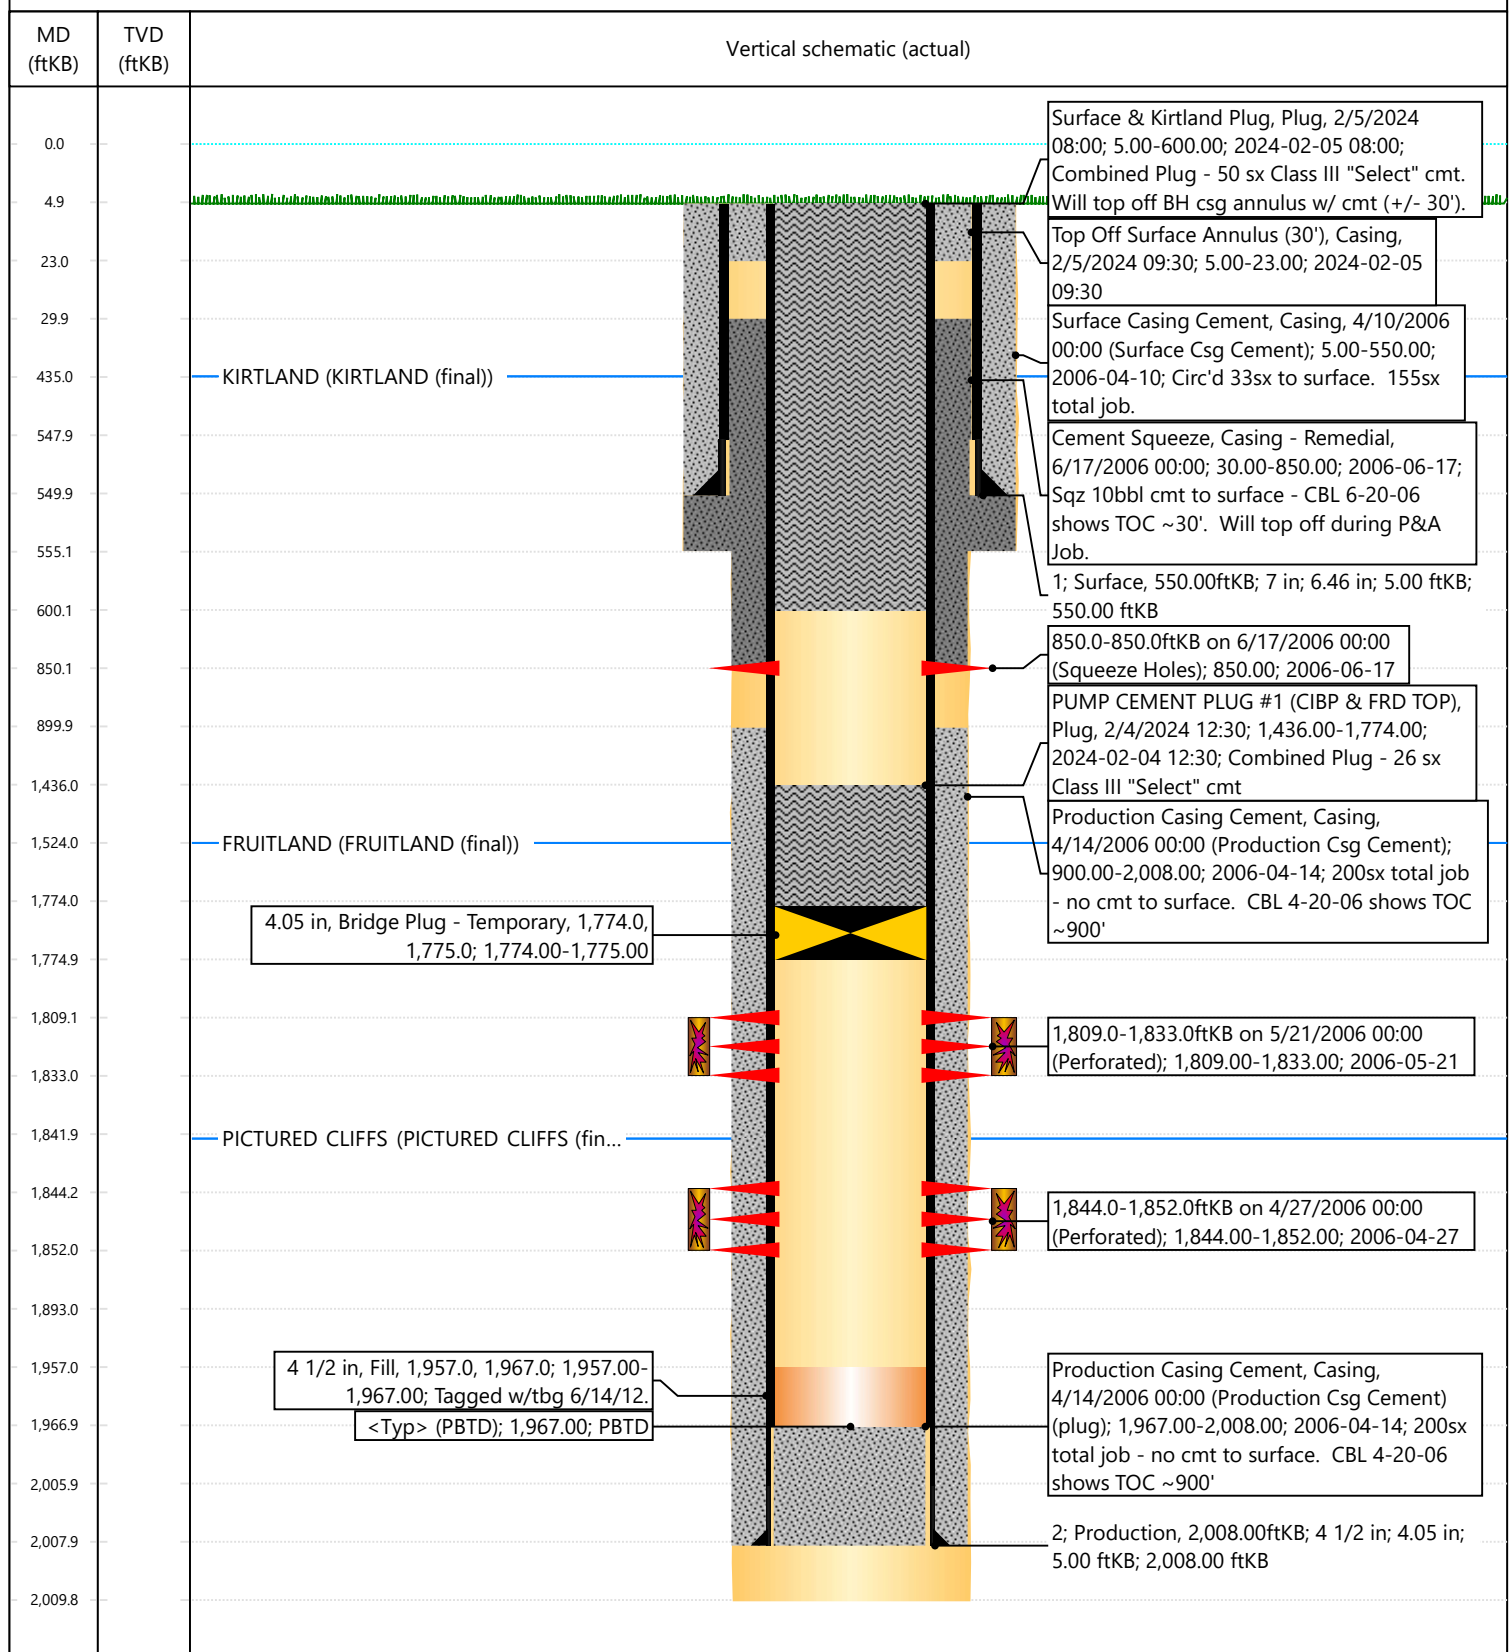 MD
(ftKB)
TVD
(ftKB)
Vertical schematic (actual)
0.0
4.9
23.0
29.9
435.0
547.9
549.9
555.1
600.1
850.1
899.9
1,436.0
1,524.0
1,774.0
1,774.9
1,809.1
1,833.0
1,841.9
1,844.2
1,852.0
1,893.0
1,957.0
1,966.9
2,005.9
2,007.9
2,009.8
KIRTLAND (KIRTLAND (final))
FRUITLAND (FRUITLAND (final))
4.05 in, Bridge Plug - Temporary, 1,774.0,
1,775.0; 1,774.00-1,775.00
PICTURED CLIFFS (PICTURED CLIFFS (fin...
4 1/2 in, Fill, 1,957.0, 1,967.0; 1,957.00-
1,967.00; Tagged w/tbg 6/14/12.
<Typ> (PBTD); 1,967.00; PBTD
Surface & Kirtland Plug, Plug, 2/5/2024
08:00; 5.00-600.00; 2024-02-05 08:00;
Combined Plug - 50 sx Class III "Select" cmt.
Will top off BH csg annulus w/ cmt (+/- 30').
Top Off Surface Annulus (30'), Casing,
2/5/2024 09:30; 5.00-23.00; 2024-02-05
09:30
Surface Casing Cement, Casing, 4/10/2006
00:00 (Surface Csg Cement); 5.00-550.00;
2006-04-10; Circ'd 33sx to surface.  155sx
total job.
Cement Squeeze, Casing - Remedial,
6/17/2006 00:00; 30.00-850.00; 2006-06-17;
Sqz 10bbl cmt to surface - CBL 6-20-06
shows TOC ~30'.  Will top off during P&A
Job.
1; Surface, 550.00ftKB; 7 in; 6.46 in; 5.00 ftKB;
550.00 ftKB
850.0-850.0ftKB on 6/17/2006 00:00
(Squeeze Holes); 850.00; 2006-06-17
PUMP CEMENT PLUG #1 (CIBP & FRD TOP),
Plug, 2/4/2024 12:30; 1,436.00-1,774.00;
2024-02-04 12:30; Combined Plug - 26 sx
Class III "Select" cmt
Production Casing Cement, Casing,
4/14/2006 00:00 (Production Csg Cement);
900.00-2,008.00; 2006-04-14; 200sx total job
- no cmt to surface.  CBL 4-20-06 shows TOC
~900'
1,809.0-1,833.0ftKB on 5/21/2006 00:00
(Perforated); 1,809.00-1,833.00; 2006-05-21
1,844.0-1,852.0ftKB on 4/27/2006 00:00
(Perforated); 1,844.00-1,852.00; 2006-04-27
Production Casing Cement, Casing,
4/14/2006 00:00 (Production Csg Cement)
(plug); 1,967.00-2,008.00; 2006-04-14; 200sx
total job - no cmt to surface.  CBL 4-20-06
shows TOC ~900'
2; Production, 2,008.00ftKB; 4 1/2 in; 4.05 in;
5.00 ftKB; 2,008.00 ftKB